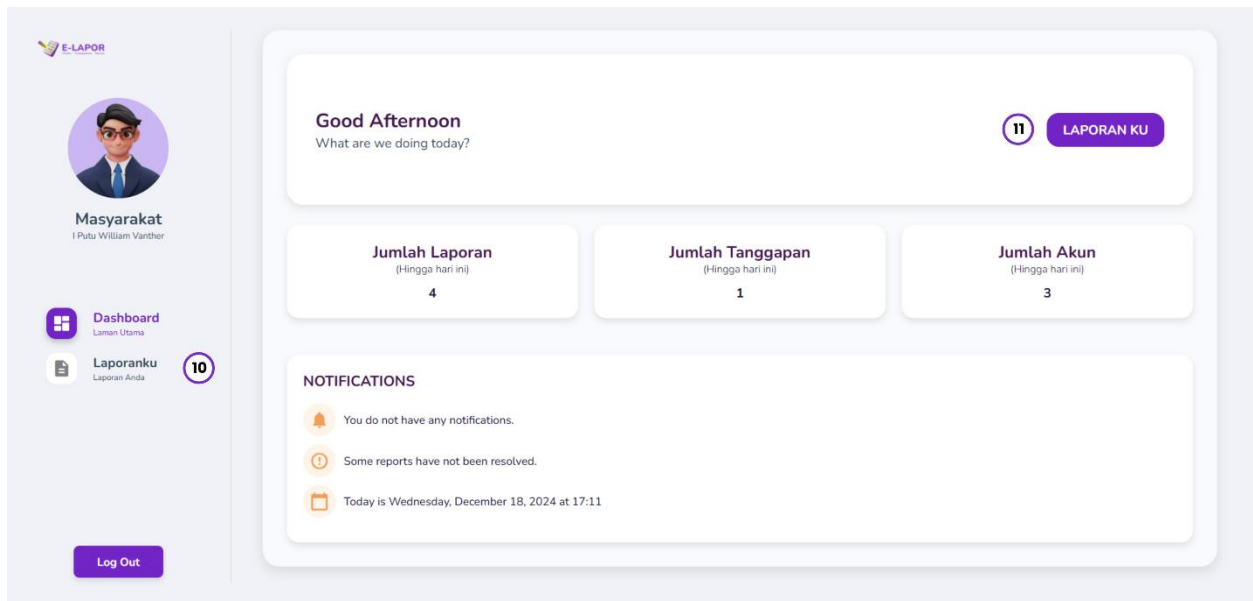 E-LAPOR
Masyarakat
I Putu William Vanther
Dashboard
Laman Utama
Laporanku
Laporan Anda
10
Log Out
Good Afternoon
What are we doing today?
11
LAPORAN KU
Jumlah Laporan
(Hingga hari ini)
4
Jumlah Tanggapan
(Hingga hari ini)
1
Jumlah Akun
(Hingga hari ini)
3
NOTIFICATIONS
You do not have any notifications.
Some reports have not been resolved.
Today is Wednesday, December 18, 2024 at 17:11